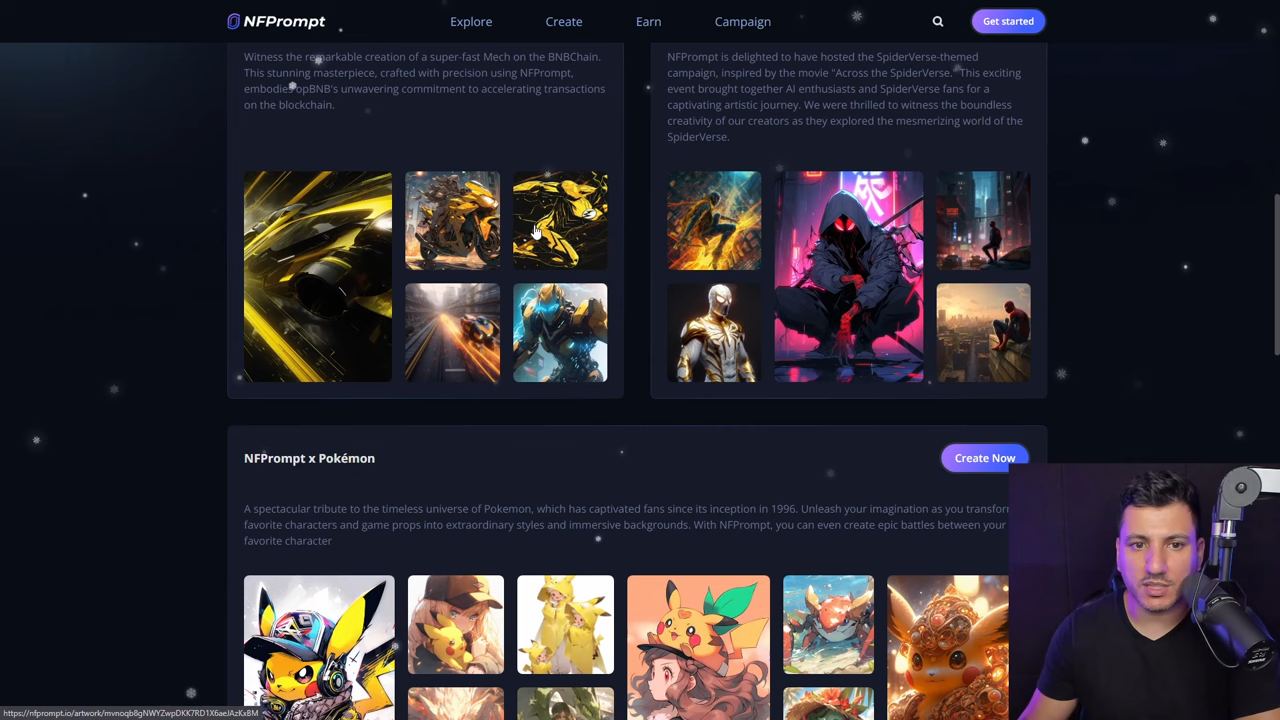 NFPrompt
Explore
Create
Earn
Campaign
Get started
Witness the remarkable creation of a super-fast Mech on the BNBChain.
This stunning masterpiece, crafted with precision using NFPrompt,
embodies opBNB's unwavering commitment to accelerating transactions
on the blockchain.
NFPrompt is delighted to have hosted the SpiderVerse-themed
campaign, inspired by the movie "Across the SpiderVerse." This exciting
event brought together AI enthusiasts and SpiderVerse fans for a
captivating artistic journey. We were thrilled to witness the boundless
creativity of our creators as they explored the mesmerizing world of the
SpiderVerse.
NFPrompt x Pokémon
Create Now
A spectacular tribute to the timeless universe of Pokemon, which has captivated fans since its inception in 1996. Unleash your imagination as you transform
favorite characters and game props into extraordinary styles and immersive backgrounds. With NFPrompt, you can even create epic battles between your
favorite character